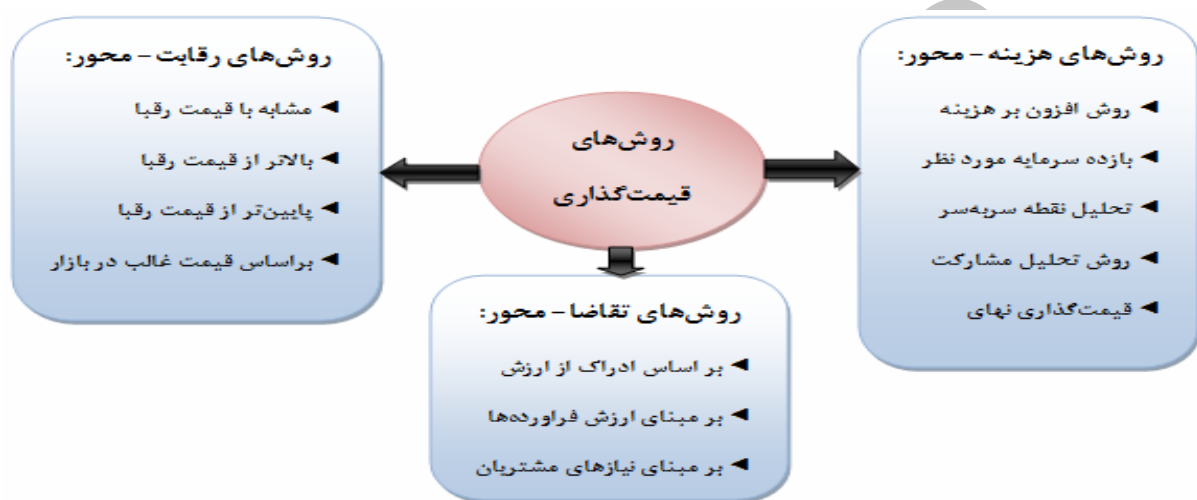 روش‌های قیمت‌گذاری
روش‌های هزینه – محور:
◄ روش افزون بر هزینه
◄ بازده سرمایه مورد نظر
◄ تحلیل نقطه سربه‌سر
◄ روش تحلیل مشارکت
◄ قیمت‌گذاری نهای
روش‌های رقابت – محور:
◄ مشابه با قیمت رقبا
◄ بالاتر از قیمت رقبا
◄ پایین‌تر از قیمت رقبا
◄ براساس قیمت غالب در بازار
روش‌های تقاضا – محور:
◄ بر اساس ادراک از ارزش
◄ بر مبنای ارزش فراورده‌ها
◄ بر مبنای نیازهای مشتریان